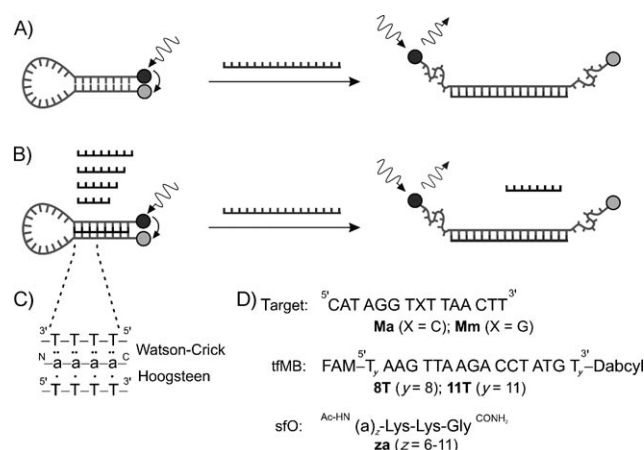 A)
B)
C)
3'–T–T–T–T–5'
Watson-Crick
N–a–a–a–a–C
Hoogsteen
5'–T–T–T–T–3'
D)
Target: 5'CAT AGG TXT TAA CTT3'
Ma (X = C); Mm (X = G)
tfMB: FAM–Ty AAG TTA AGA CCT ATG Ty3'–Dabcyl
8T (y = 8); 11T (y = 11)
sfO: Ac-HN (a)z-Lys-Lys-Gly CONH2
za (z = 6-11)